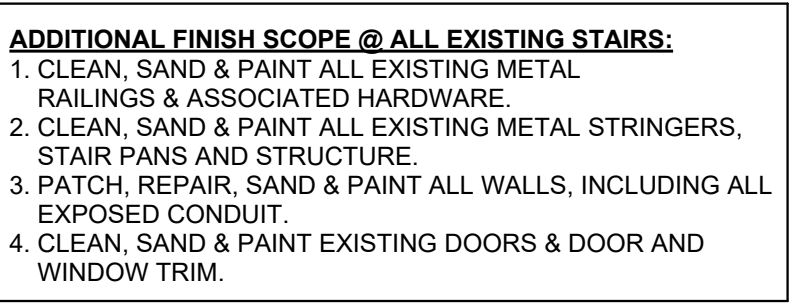 ADDITIONAL FINISH SCOPE @ ALL EXISTING STAIRS:
1. CLEAN, SAND & PAINT ALL EXISTING METAL
RAILINGS & ASSOCIATED HARDWARE.
2. CLEAN, SAND & PAINT ALL EXISTING METAL STRINGERS,
STAIR PANS AND STRUCTURE.
3. PATCH, REPAIR, SAND & PAINT ALL WALLS, INCLUDING ALL
EXPOSED CONDUIT.
4. CLEAN, SAND & PAINT EXISTING DOORS & DOOR AND
WINDOW TRIM.